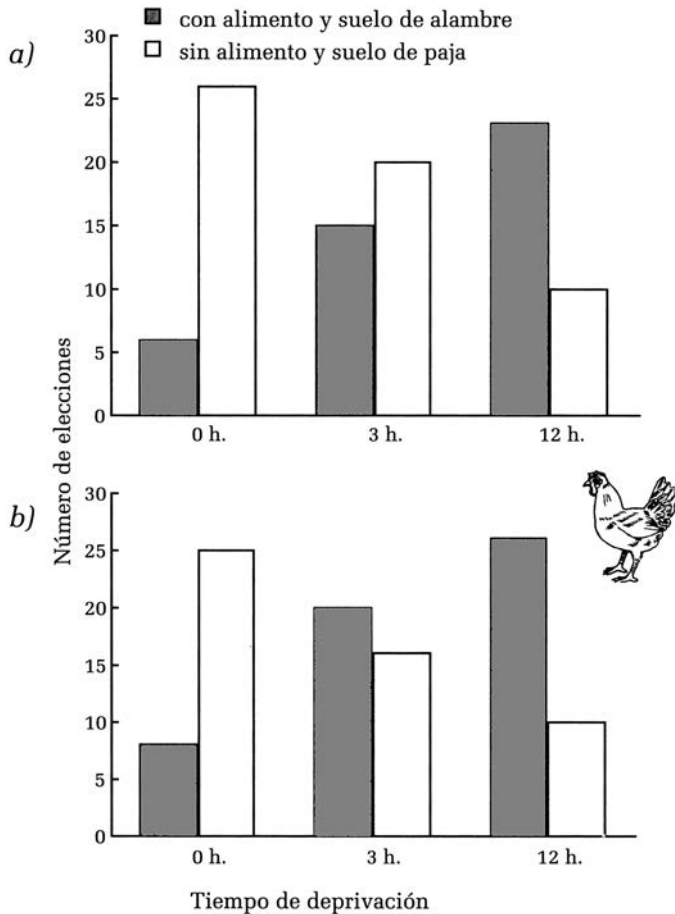 con alimento y suelo de alambre
sin alimento y suelo de paja
a)
30
25
20
15
10
5
0
0 h.
3 h.
12 h.
Número de elecciones
b)
30
25
20
15
10
5
0
0 h.
3 h.
12 h.
Tiempo de deprivación